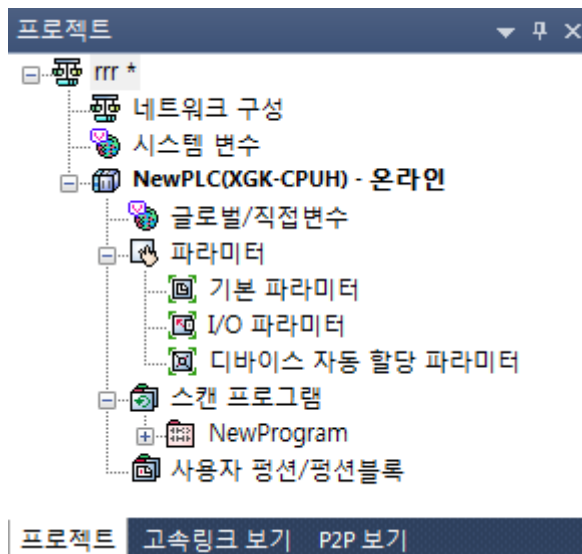 프로젝트
rrr *
네트워크 구성
시스템 변수
NewPLC(XGK-CPUH) - 온라인
글로벌/직접변수
파라미터
기본 파라미터
I/O 파라미터
디바이스 자동 할당 파라미터
스캔 프로그램
NewProgram
사용자 펑션/펑션블록
프로젝트 고속링크 보기 P2P 보기